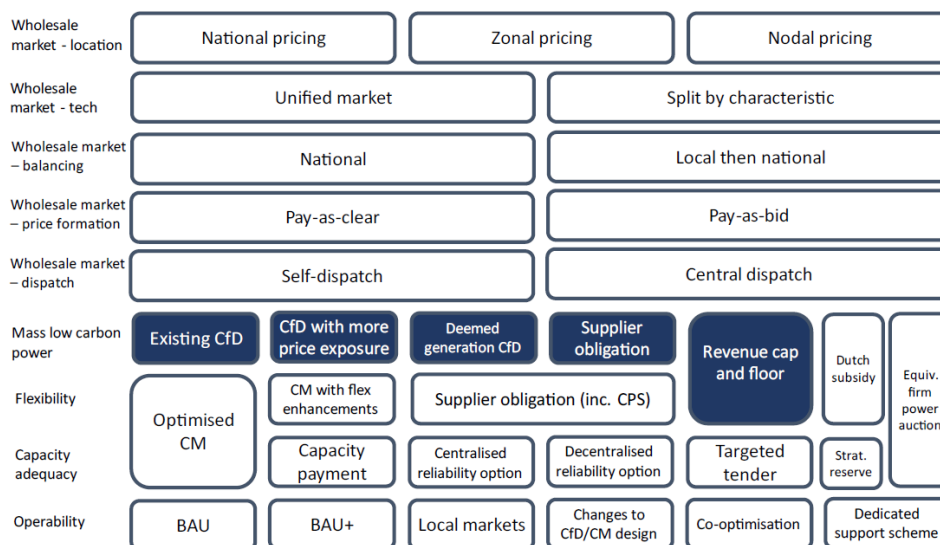 Wholesale
market - location
National pricing
Zonal pricing
Nodal pricing
Wholesale
market - tech
Unified market
Split by characteristic
Wholesale market
– balancing
National
Local then national
Wholesale market
– price formation
Pay-as-clear
Pay-as-bid
Wholesale market
– dispatch
Self-dispatch
Central dispatch
Mass low carbon
power
Existing CfD
CfD with more
price exposure
Deemed
generation CfD
Supplier
obligation
Revenue cap
and floor
Dutch
subsidy
Equiv.
firm
power
auction
Flexibility
Optimised
CM
CM with flex
enhancements
Supplier obligation (inc. CPS)
Capacity
adequacy
Capacity
payment
Centralised
reliability option
Decentralised
reliability option
Targeted
tender
Strat.
reserve
Operability
BAU
BAU+
Local markets
Changes to
CfD/CM design
Co-optimisation
Dedicated
support scheme